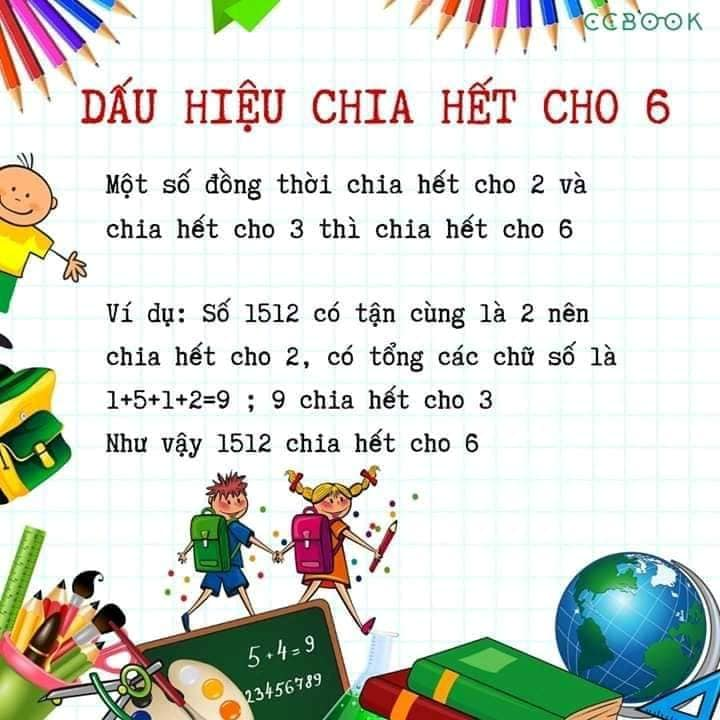 CCBOOK
DẤU HIỆU CHIA HẾT CHO 6
Một số đồng thời chia hết cho 2 và
chia hết cho 3 thì chia hết cho 6
Ví dụ: Số 1512 có tận cùng là 2 nên
chia hết cho 2, có tổng các chữ số là
1+5+1+2=9 ; 9 chia hết cho 3
Như vậy 1512 chia hết cho 6
5+4=9
23456789